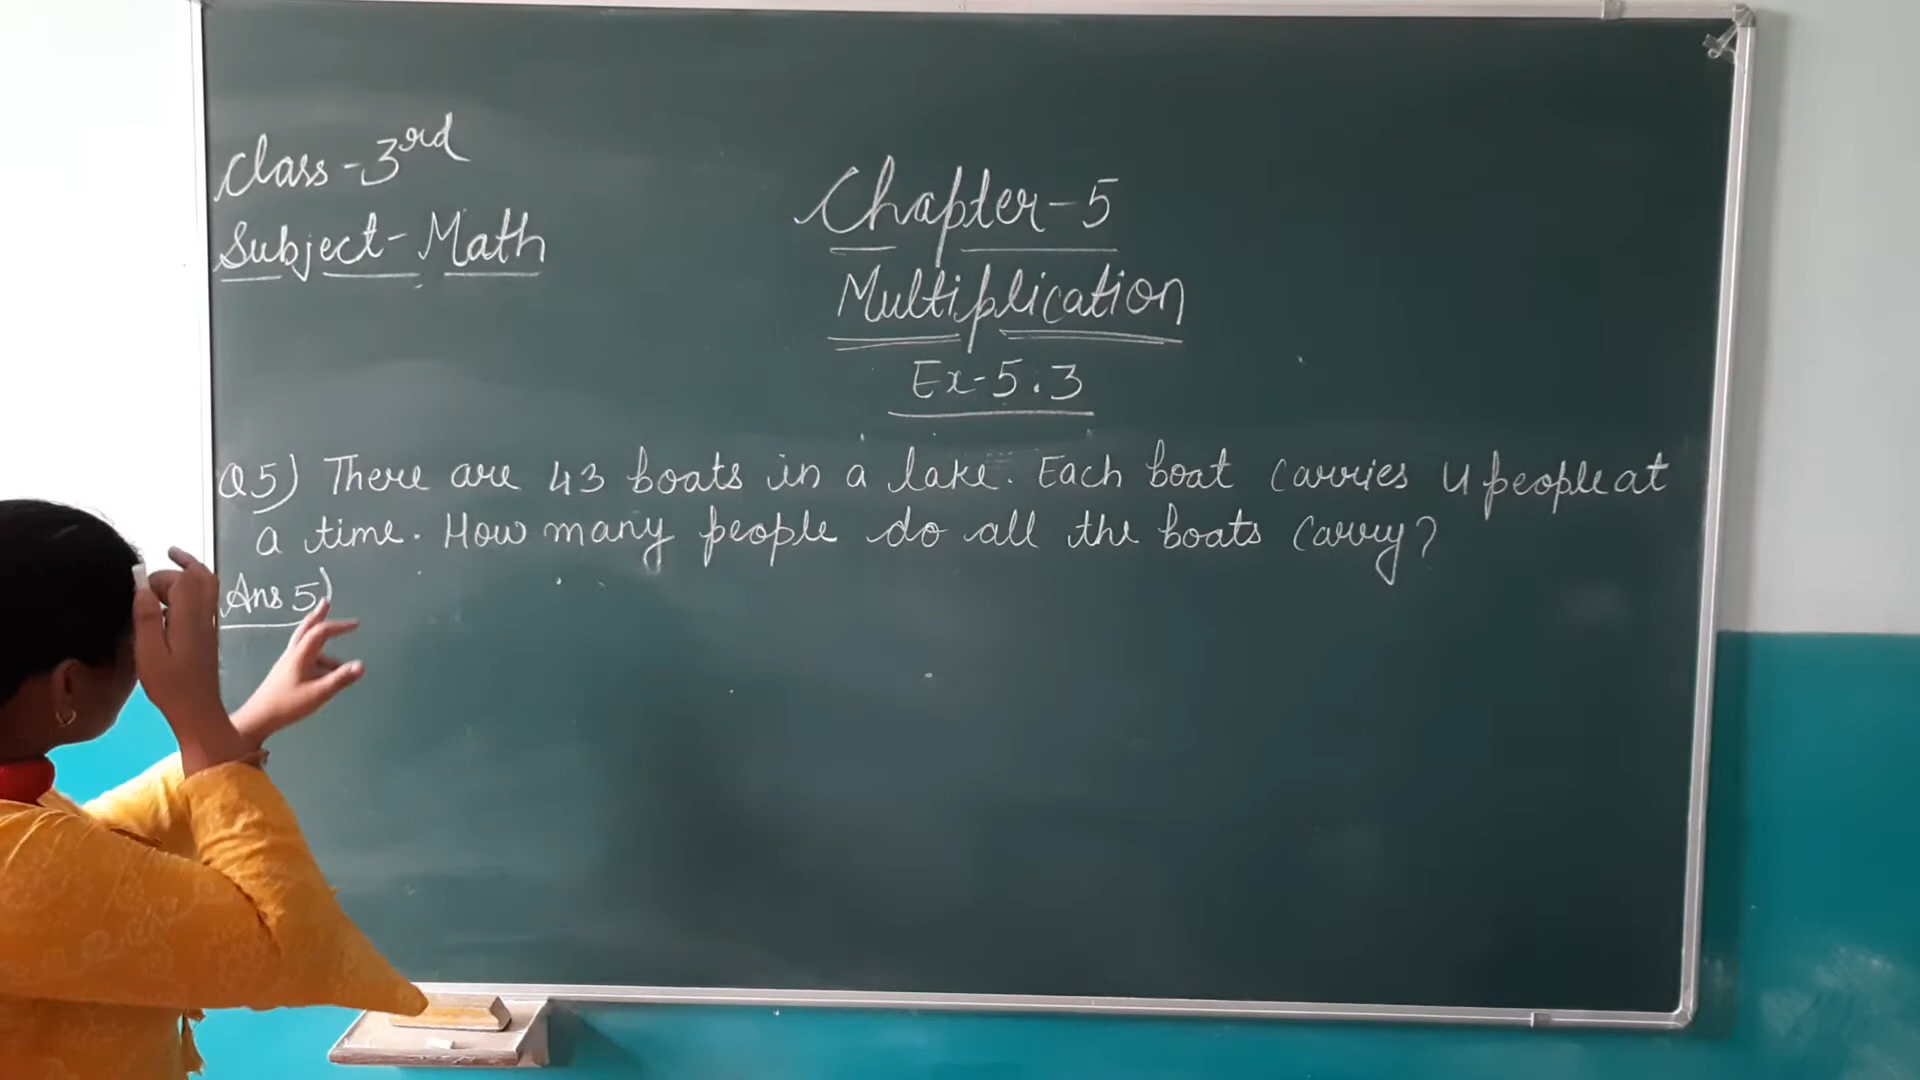 Class-3rd
Subject-Math
Chapter-5
Multiplication
Ex-5.3
Q5) There are 43 boats in a lake. Each boat carries 4 people at
a time. How many people do all the boats carry?
Ans 5)